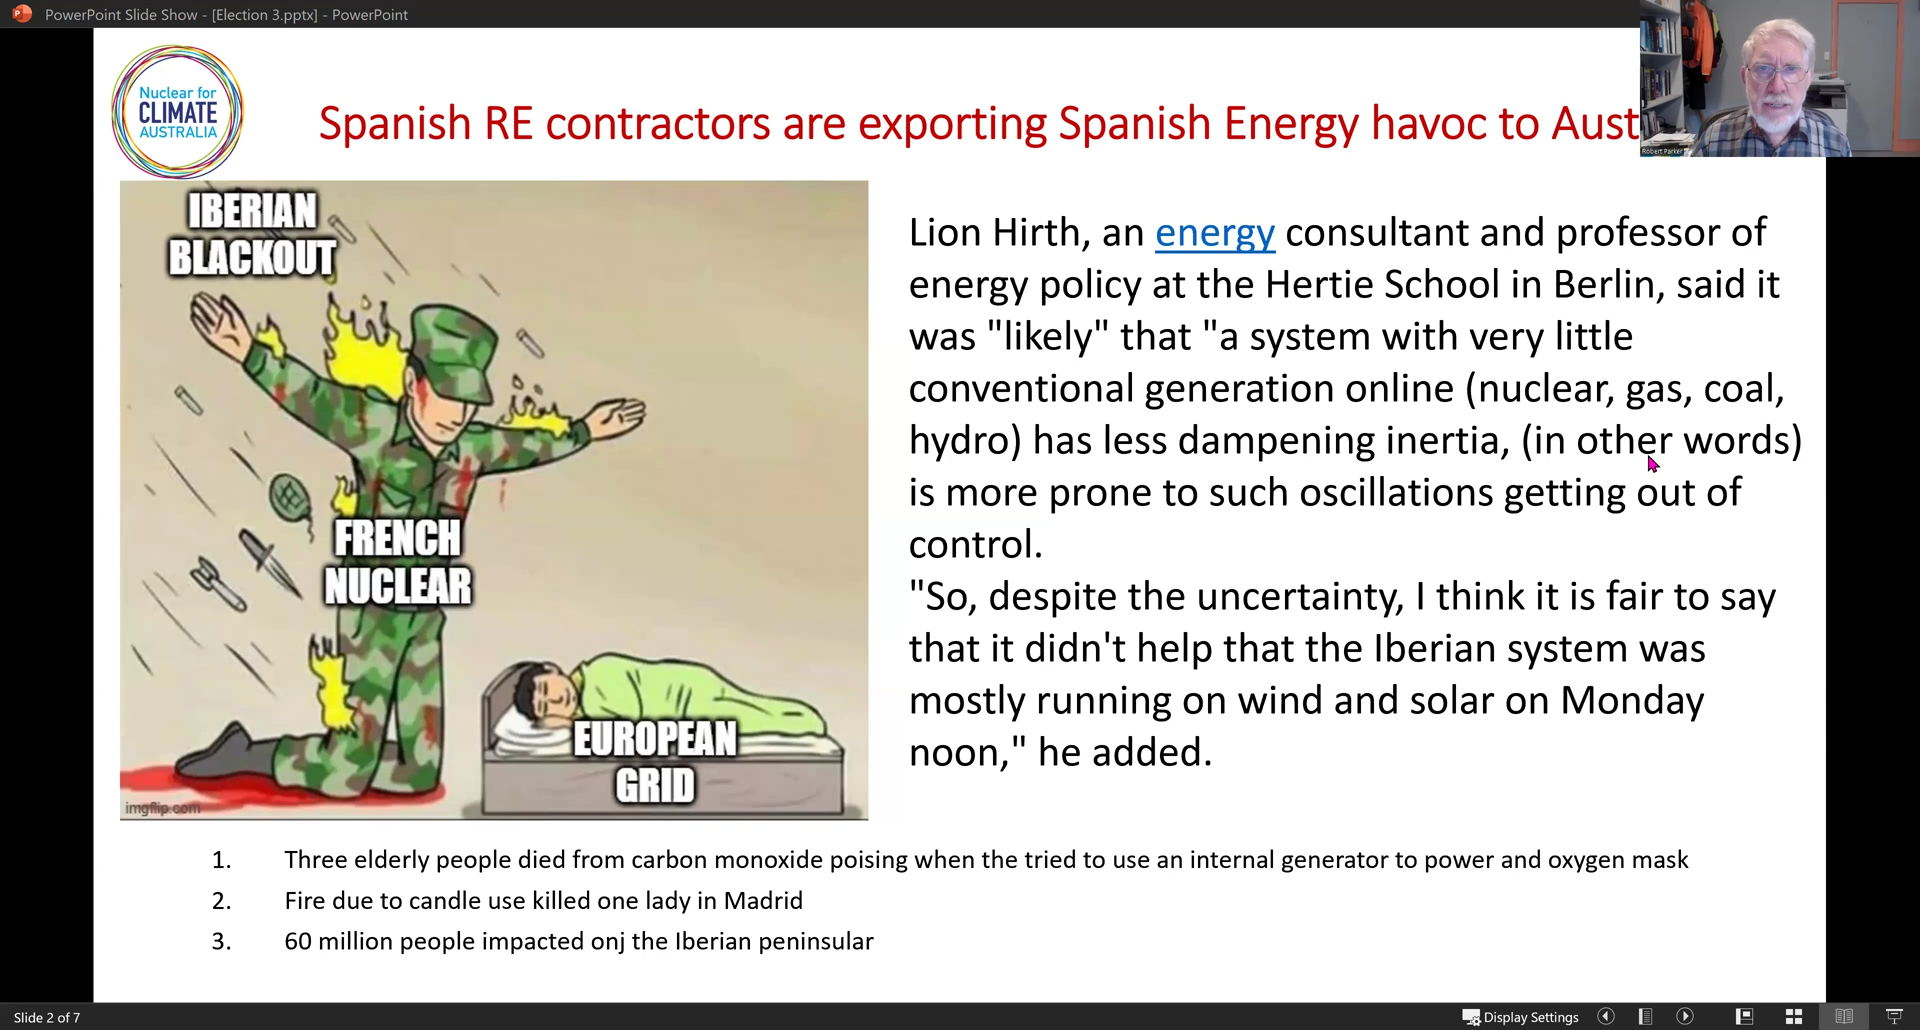 PowerPoint Slide Show - [Election 3.pptx] - PowerPoint
Nuclear for
CLIMATE
AUSTRALIA
Spanish RE contractors are exporting Spanish Energy havoc to Aust
Robert Parker
IBERIAN
BLACKOUT
FRENCH
NUCLEAR
EUROPEAN
GRID
imgflip.com
Lion Hirth, an energy consultant and professor of
energy policy at the Hertie School in Berlin, said it
was "likely" that "a system with very little
conventional generation online (nuclear, gas, coal,
hydro) has less dampening inertia, (in other words)
is more prone to such oscillations getting out of
control.
"So, despite the uncertainty, I think it is fair to say
that it didn't help that the Iberian system was
mostly running on wind and solar on Monday
noon," he added.
1. Three elderly people died from carbon monoxide poising when the tried to use an internal generator to power and oxygen mask
2. Fire due to candle use killed one lady in Madrid
3. 60 million people impacted onj the Iberian peninsular
Slide 2 of 7
Display Settings